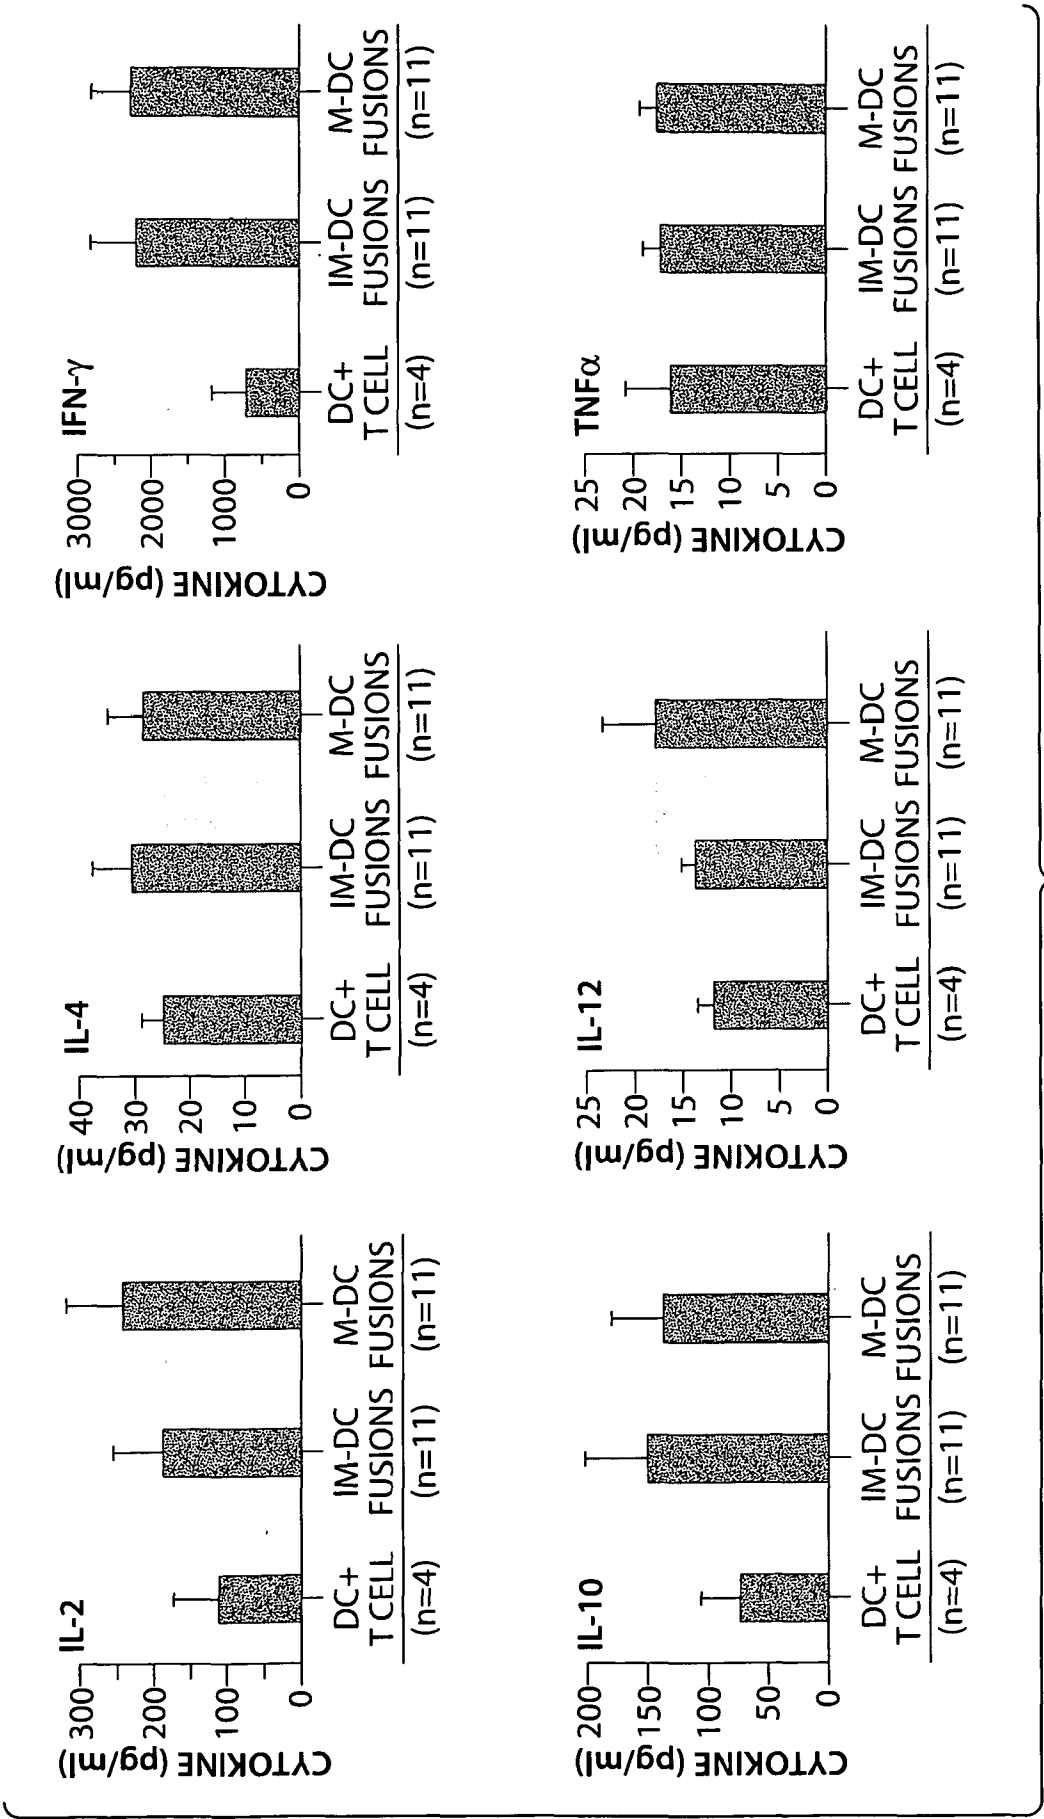 IL-2
CYTOKINE (pg/ml)
300
200
100
0
DC+ IM-DC M-DC
T CELL FUSIONS FUSIONS
(n=4) (n=11) (n=11)
IL-4
CYTOKINE (pg/ml)
40
30
20
10
0
DC+ IM-DC M-DC
T CELL FUSIONS FUSIONS
(n=4) (n=11) (n=11)
IFN-γ
CYTOKINE (pg/ml)
3000
2000
1000
0
DC+ IM-DC M-DC
T CELL FUSIONS FUSIONS
(n=4) (n=11) (n=11)
IL-10
CYTOKINE (pg/ml)
200
150
100
50
0
DC+ IM-DC M-DC
T CELL FUSIONS FUSIONS
(n=4) (n=11) (n=11)
IL-12
CYTOKINE (pg/ml)
25
20
15
10
5
0
DC+ IM-DC M-DC
T CELL FUSIONS FUSIONS
(n=4) (n=11) (n=11)
TNFα
CYTOKINE (pg/ml)
25
20
15
10
5
0
DC+ IM-DC M-DC
T CELL FUSIONS FUSIONS
(n=4) (n=11) (n=11)